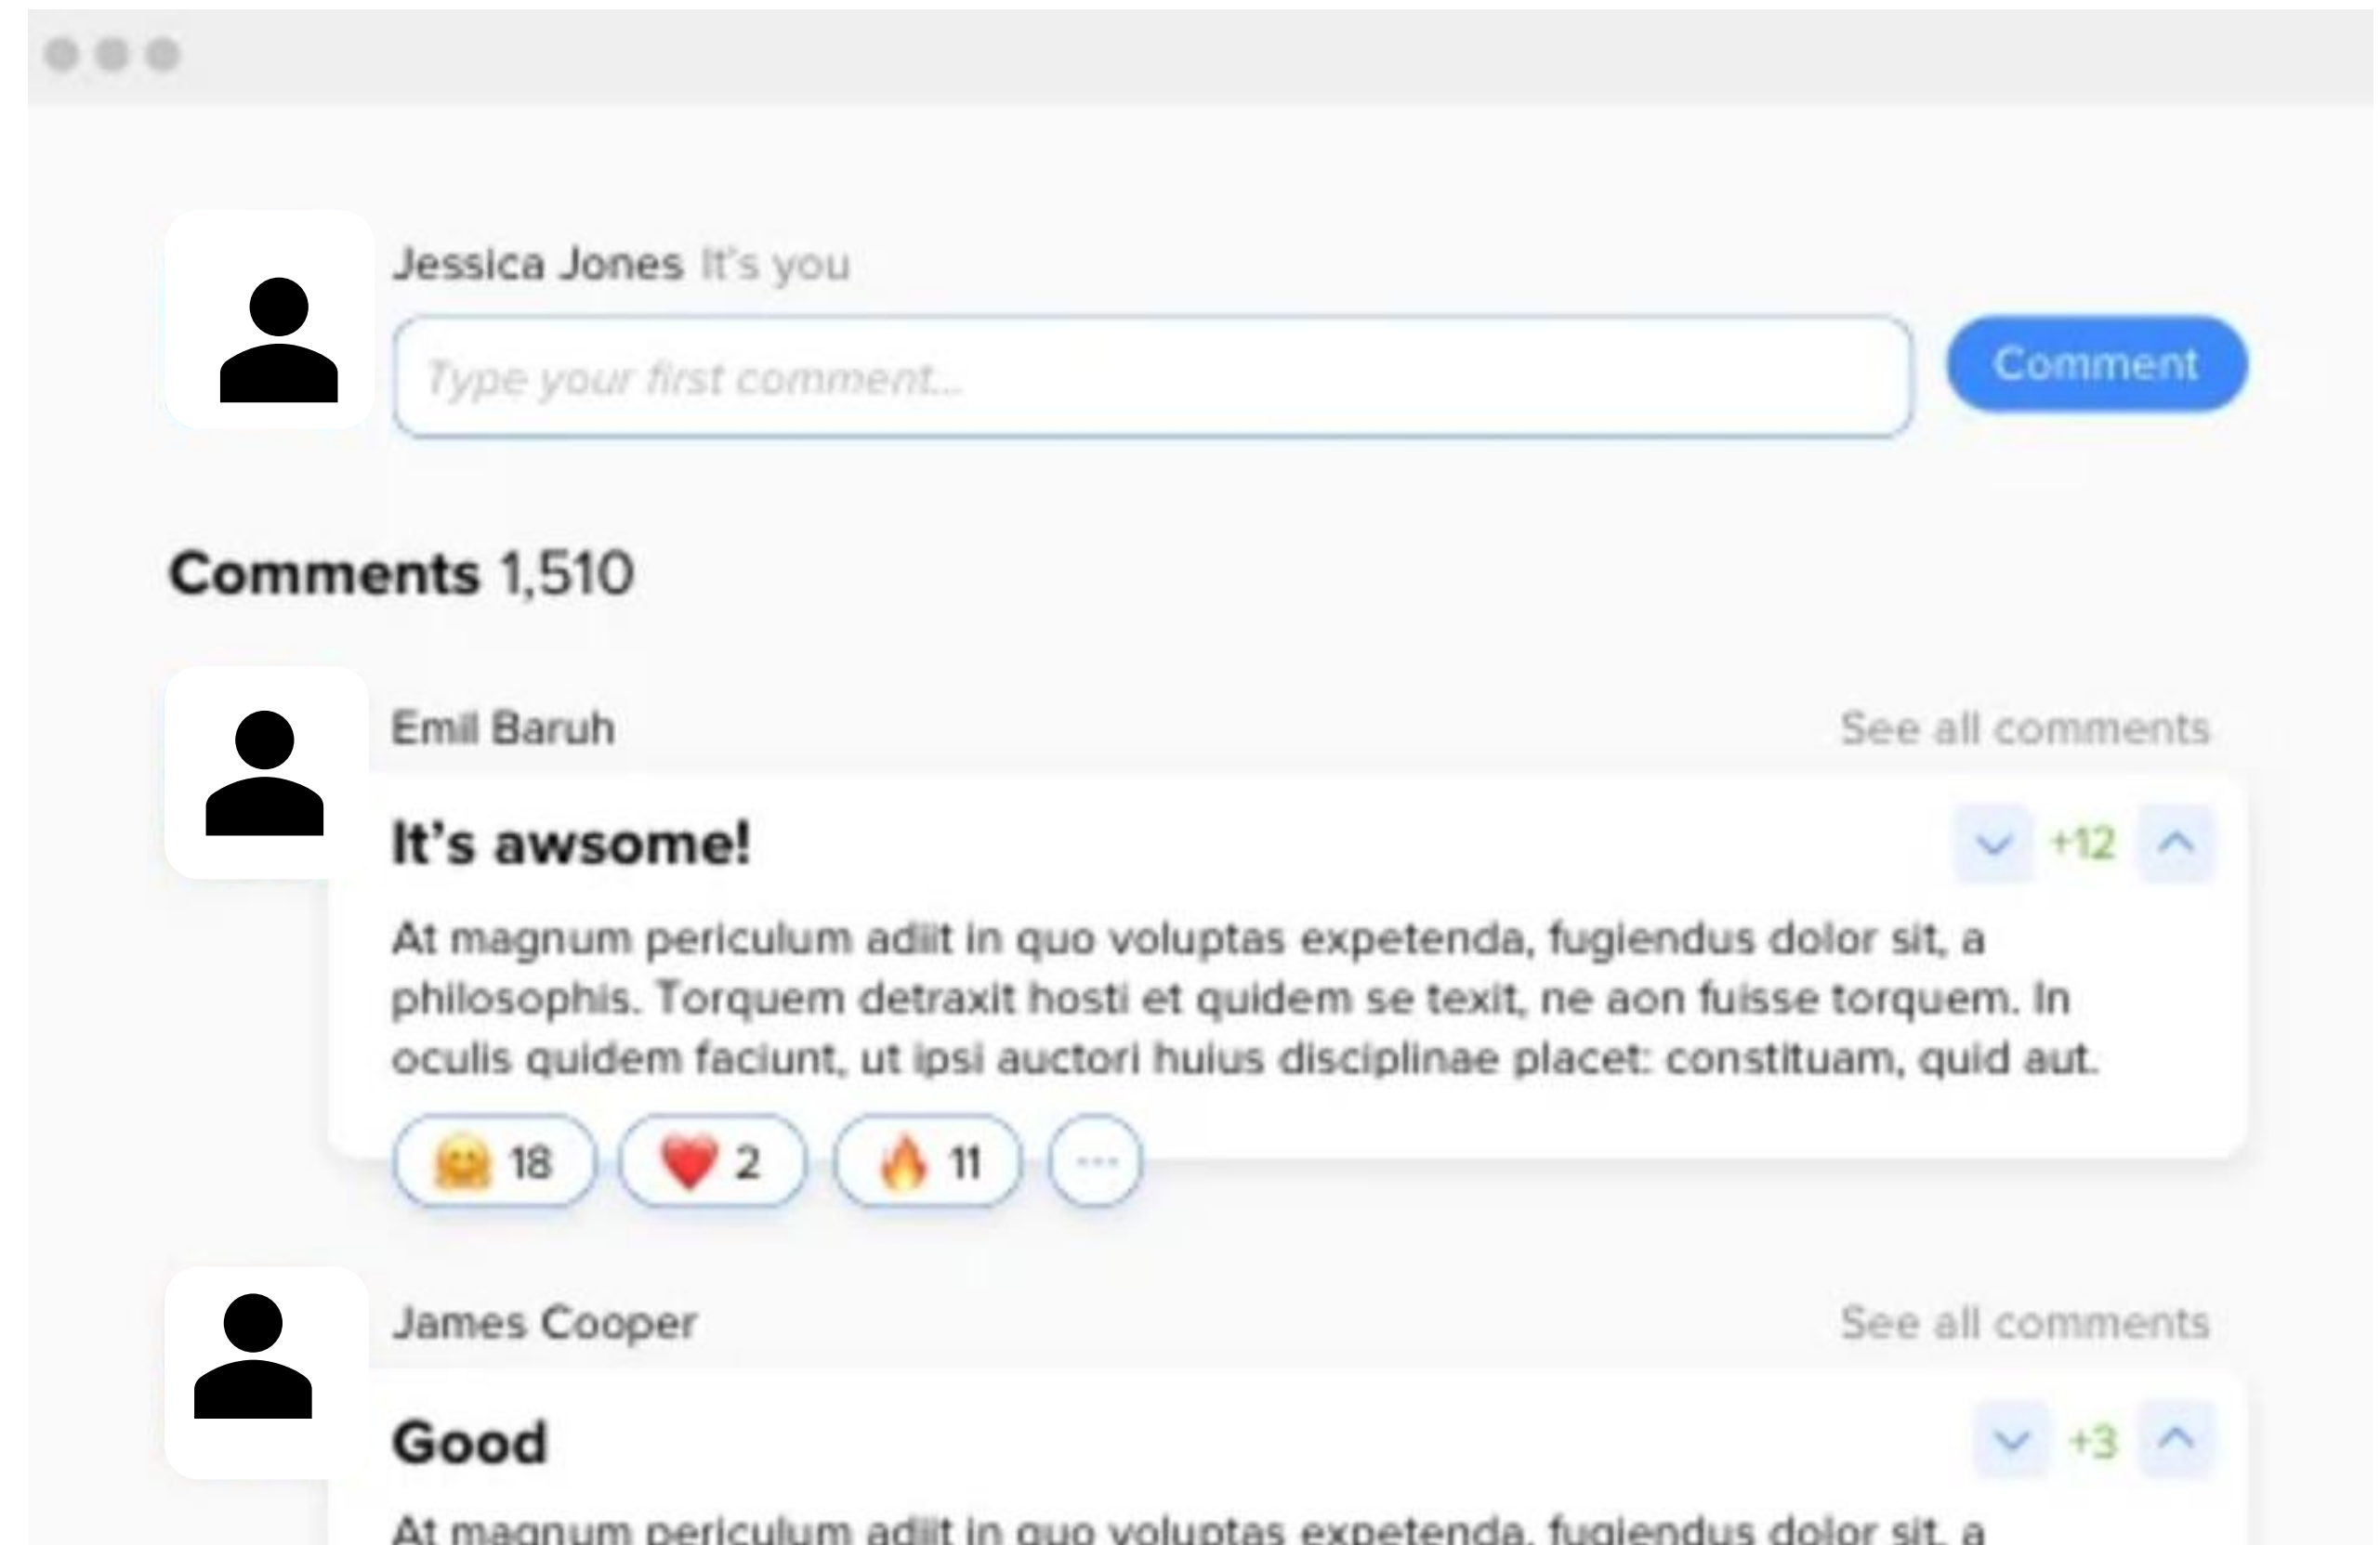 Jessica Jones It's you
Type your first comment...
Comment
Comments 1,510
Emil Baruh
See all comments
It's awsome!
+12
At magnum periculum adiit in quo voluptas expetenda, fugiendus dolor sit, a
philosophis. Torquem detraxit hosti et quidem se texit, ne aon fuisse torquem. In
oculis quidem faciunt, ut ipsi auctori huius disciplinae placet: constituam, quid aut.
18
2
11
James Cooper
See all comments
Good
+3
At magnum periculum adiit in quo voluptas expetenda, fugiendus dolor sit, a